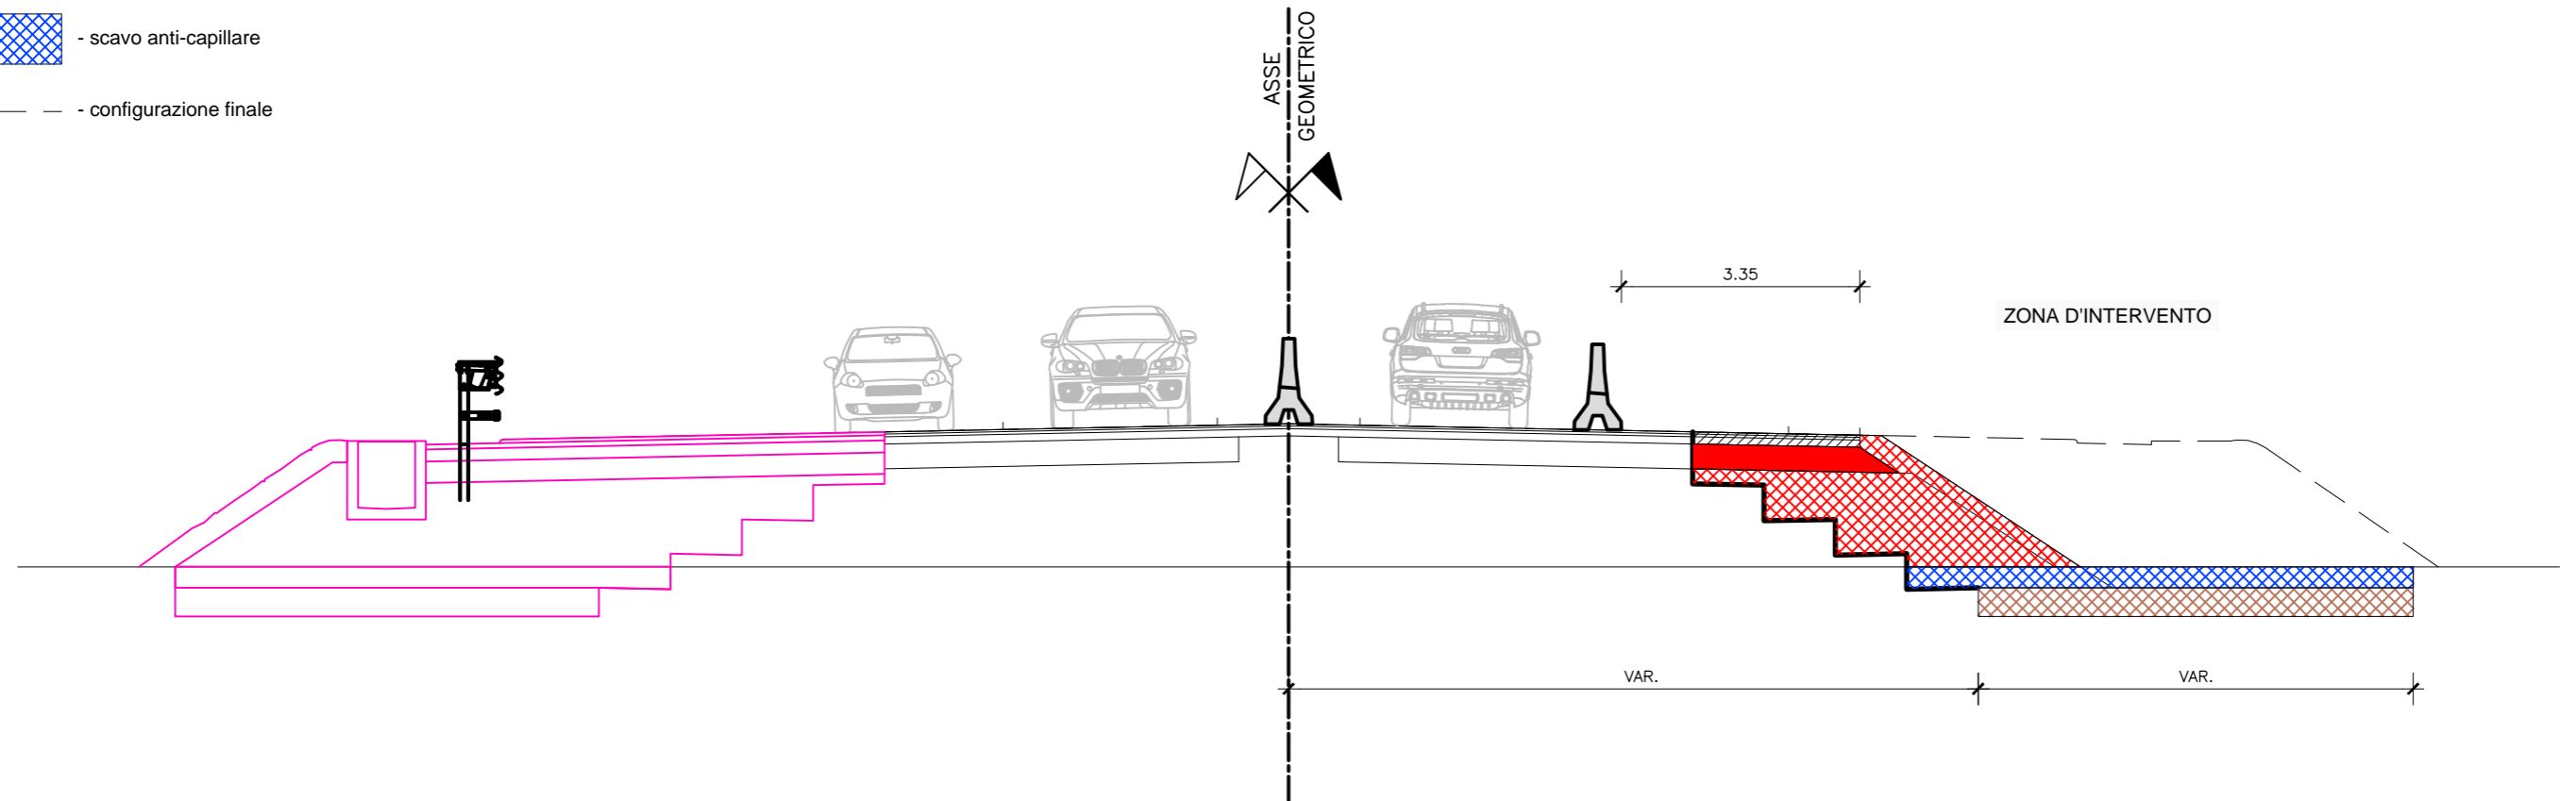 - scavo anti-capillare
- configurazione finale
ASSE
GEOMETRICO
3.35
ZONA D'INTERVENTO
VAR.
VAR.